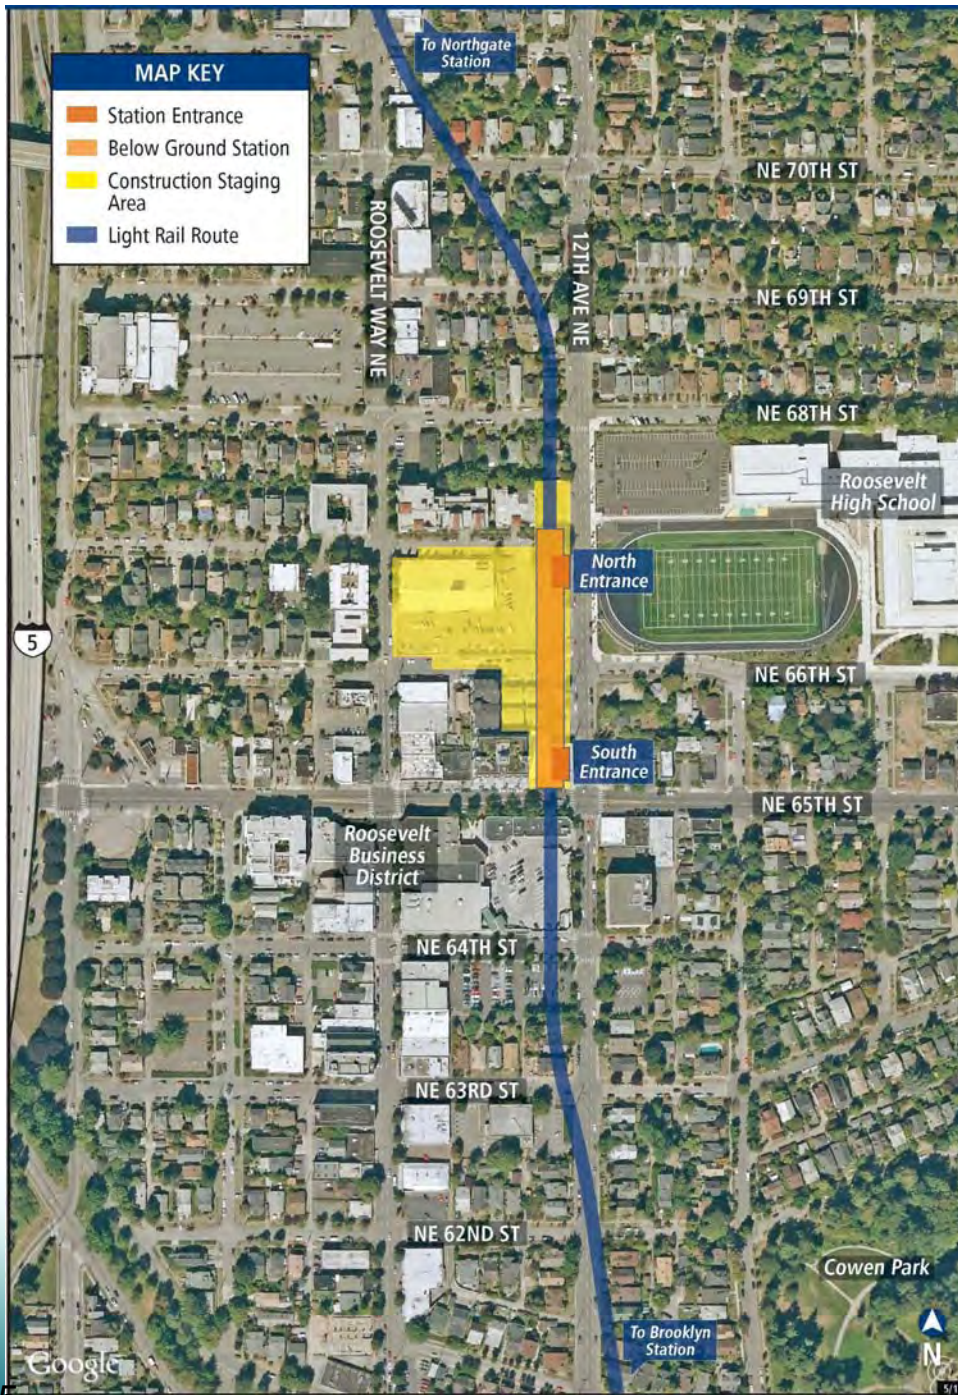 To Northgate
Station
MAP KEY
Station Entrance
Below Ground Station
Construction Staging
Area
Light Rail Route
NE 70TH ST
ROOSEVELT WAY NE
12TH AVE NE
NE 69TH ST
NE 68TH ST
Roosevelt
High School
North
Entrance
5
NE 66TH ST
South
Entrance
NE 65TH ST
Roosevelt
Business
District
NE 64TH ST
NE 63RD ST
NE 62ND ST
Cowen Park
To Brooklyn
Station
N
Google